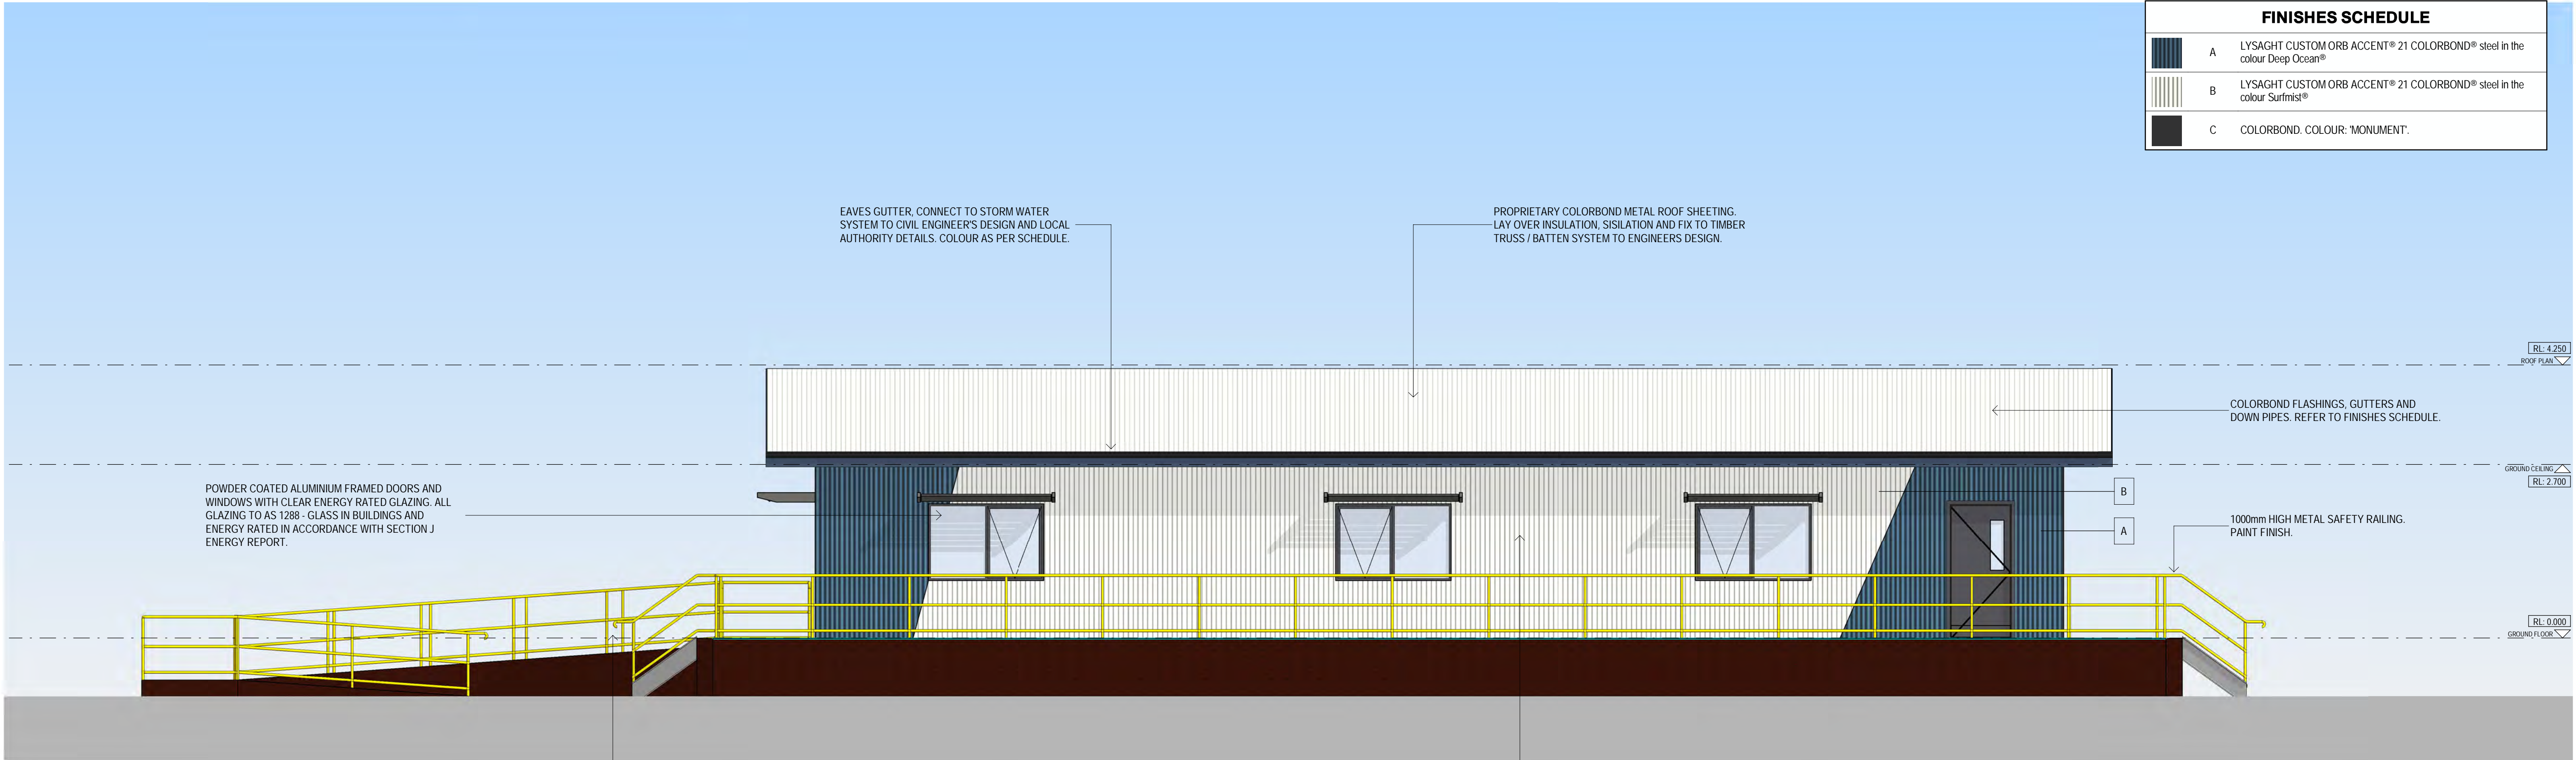 FINISHES SCHEDULE
A
LYSAGHT CUSTOM ORB ACCENT® 21 COLORBOND® steel in the
colour Deep Ocean®
B
LYSAGHT CUSTOM ORB ACCENT® 21 COLORBOND® steel in the
colour Surfmist®
C
COLORBOND. COLOUR: 'MONUMENT'.
EAVES GUTTER, CONNECT TO STORM WATER
SYSTEM TO CIVIL ENGINEER'S DESIGN AND LOCAL
AUTHORITY DETAILS. COLOUR AS PER SCHEDULE.
PROPRIETARY COLORBOND METAL ROOF SHEETING.
LAY OVER INSULATION, SISILATION AND FIX TO TIMBER
TRUSS / BATTEN SYSTEM TO ENGINEERS DESIGN.
RL: 4.250
ROOF PLAN
COLORBOND FLASHINGS, GUTTERS AND
DOWN PIPES. REFER TO FINISHES SCHEDULE.
GROUND CEILING
RL: 2.700
POWDER COATED ALUMINIUM FRAMED DOORS AND
WINDOWS WITH CLEAR ENERGY RATED GLAZING. ALL
GLAZING TO AS 1288 - GLASS IN BUILDINGS AND
ENERGY RATED IN ACCORDANCE WITH SECTION J
ENERGY REPORT.
B
A
1000mm HIGH METAL SAFETY RAILING.
PAINT FINISH.
RL: 0.000
GROUND FLOOR